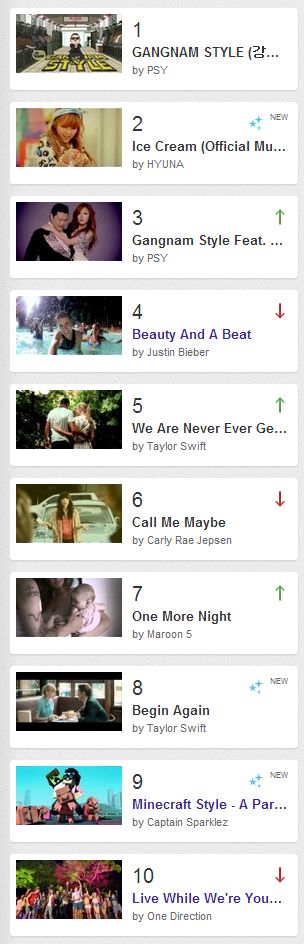 1
GANGNAM STYLE (강...
by PSY
2
NEW
Ice Cream (Official Mu...
by HYUNA
3
Gangnam Style Feat. ...
by PSY
4
Beauty And A Beat
by Justin Bieber
5
We Are Never Ever Ge...
by Taylor Swift
6
Call Me Maybe
by Carly Rae Jepsen
7
One More Night
by Maroon 5
8
NEW
Begin Again
by Taylor Swift
9
NEW
Minecraft Style - A Par...
by Captain Sparklez
10
Live While We're You...
by One Direction